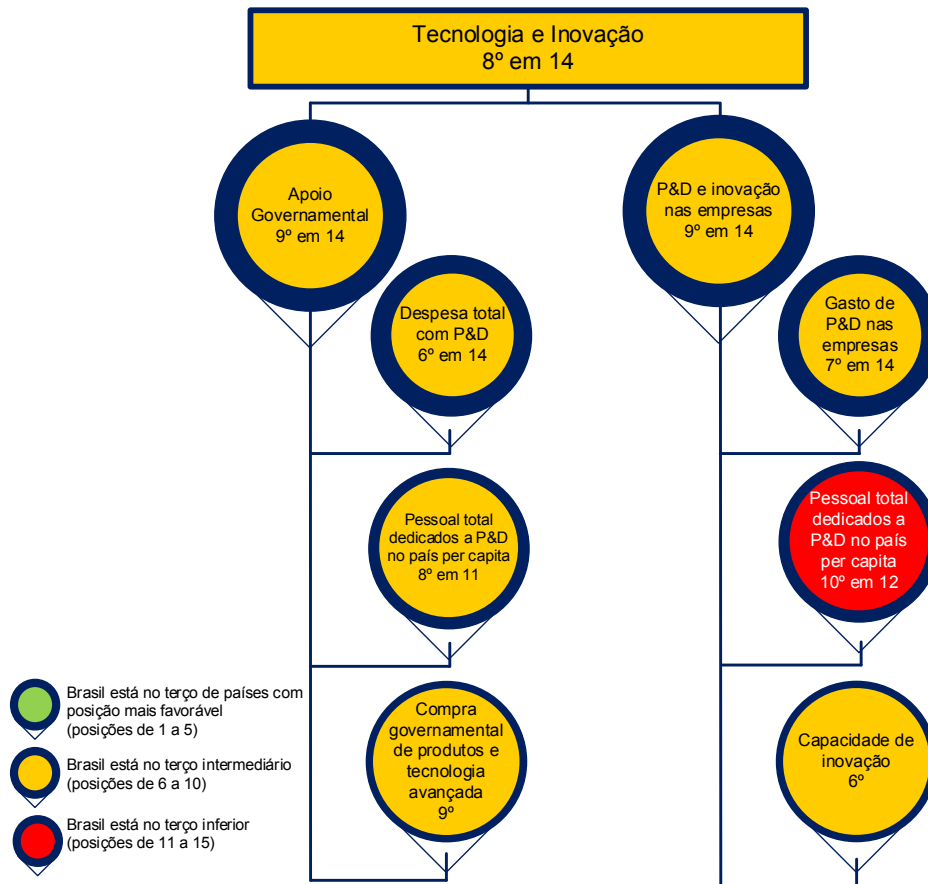 Tecnologia e Inovação
8º em 14
Apoio
Governamental
9º em 14
P&D e inovação
nas empresas
9º em 14
Despesa total
com P&D
6º em 14
Gasto de
P&D nas
empresas
7º em 14
Pessoal total
dedicados a P&D
no país per capita
8º em 11
Pessoal total
dedicados a
P&D no país
per capita
10º em 12
Compra
governamental
de produtos e
tecnologia
avançada
9º
Capacidade de
inovação
6º
Brasil está no terço de países com
posição mais favorável
(posições de 1 a 5)
Brasil está no terço intermediário
(posições de 6 a 10)
Brasil está no terço inferior
(posições de 11 a 15)